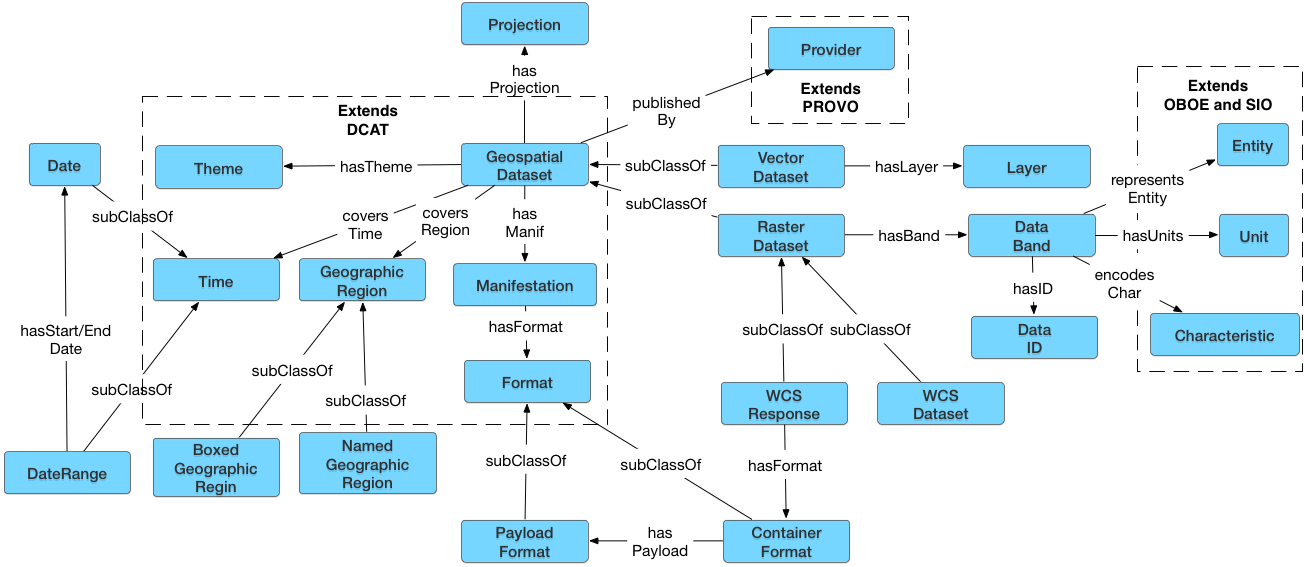 Projection
has
Projection
Provider
Extends
PROVO
published
By
Extends
DCAT
Extends
OBOE and SIO
Date
Theme
hasTheme
Geospatial
Dataset
subClassOf
Vector
Dataset
hasLayer
Layer
Entity
represents
Entity
subClassOf
covers
Time
covers
Region
has
Manif
subClassOf
Raster
Dataset
hasBand
Data
Band
hasUnits
Unit
Time
Geographic
Region
Manifestation
hasID
encodes
Char
hasStart/End
Date
hasFormat
subClassOf
subClassOf
Data
ID
Characteristic
subClassOf
subClassOf
subClassOf
Format
WCS
Response
WCS
Dataset
DateRange
Boxed
Geographic
Regin
Named
Geographic
Region
subClassOf
subClassOf
hasFormat
Payload
Format
has
Payload
Container
Format